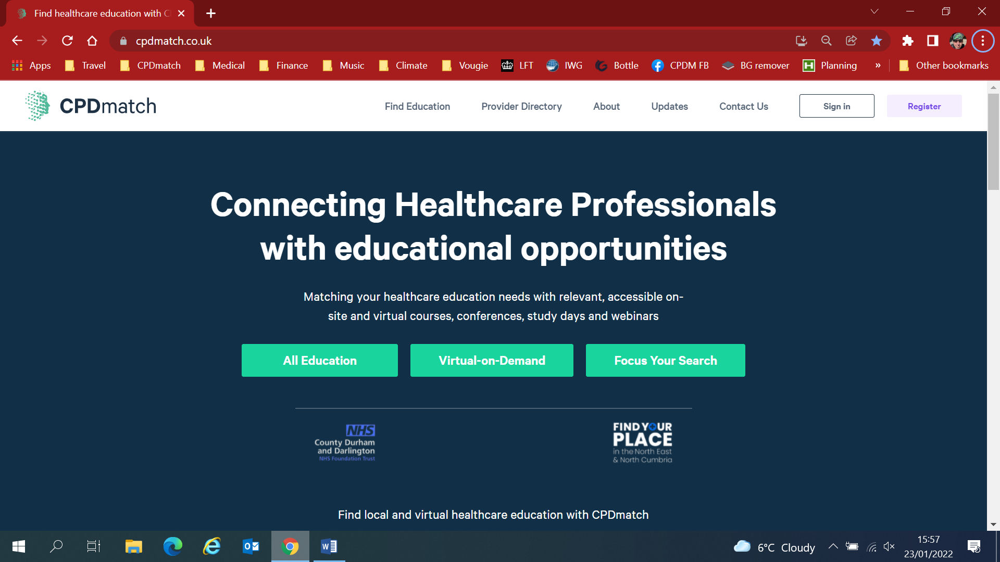 Find healthcare education with C
cpdmatch.co.uk
Apps Travel CPDmatch Medical Finance Music Climate Vougie LFT IWG Bottle CPDM FB BG remover Planning » Other bookmarks
CPDmatch Find Education Provider Directory About Updates Contact Us Sign in Register
Connecting Healthcare Professionals
with educational opportunities
Matching your healthcare education needs with relevant, accessible on-
site and virtual courses, conferences, study days and webinars
All Education Virtual-on-Demand Focus Your Search
NHS
County Durham
and Darlington
NHS Foundation Trust
FIND YOUR
PLACE
in the North East
& North Cumbria
Find local and virtual healthcare education with CPDmatch
6°C Cloudy
15:57
23/01/2022